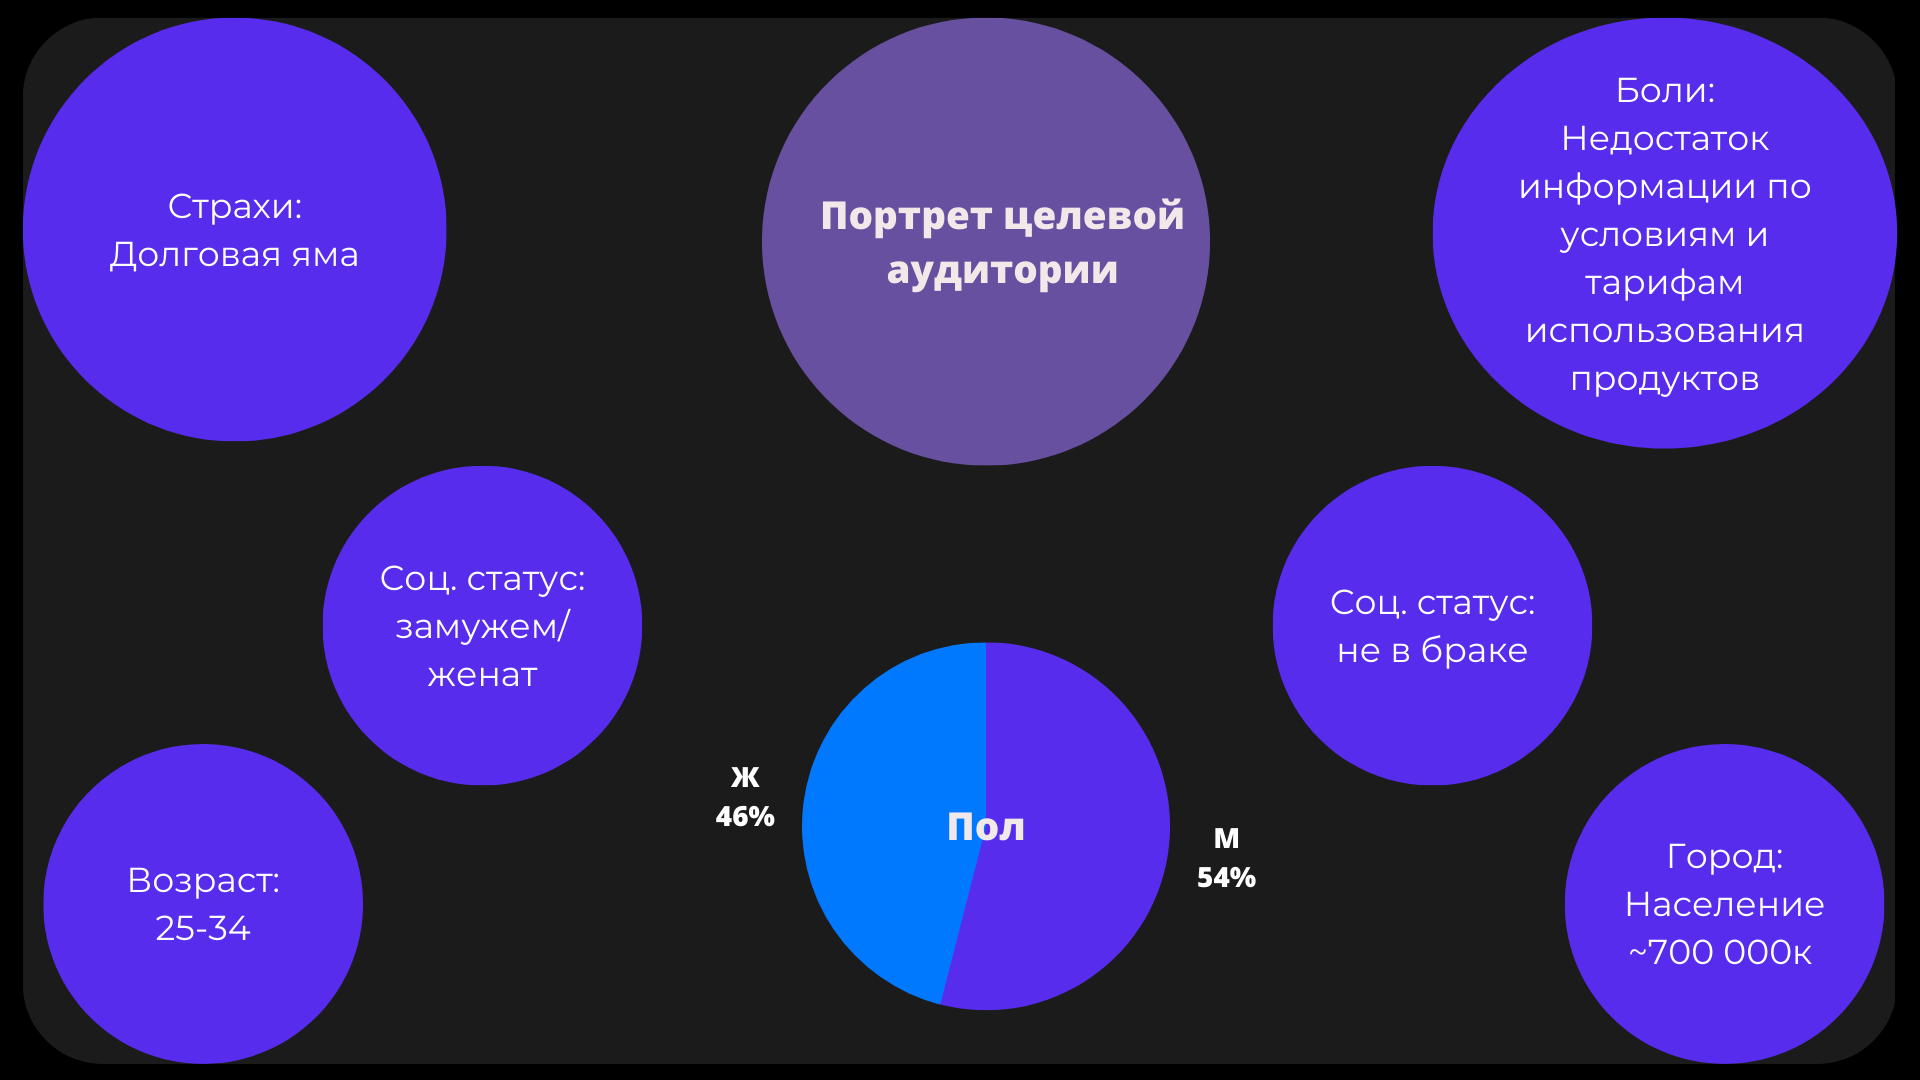 Страхи:
Долговая яма
Портрет целевой
аудитории
Боли:
Недостаток
информации по
условиям и
тарифам
использования
продуктов
Соц. статус:
замужем/
женат
Соц. статус:
не в браке
Ж
46%
Пол
М
54%
Возраст:
25-34
Город:
Население
~700 000к